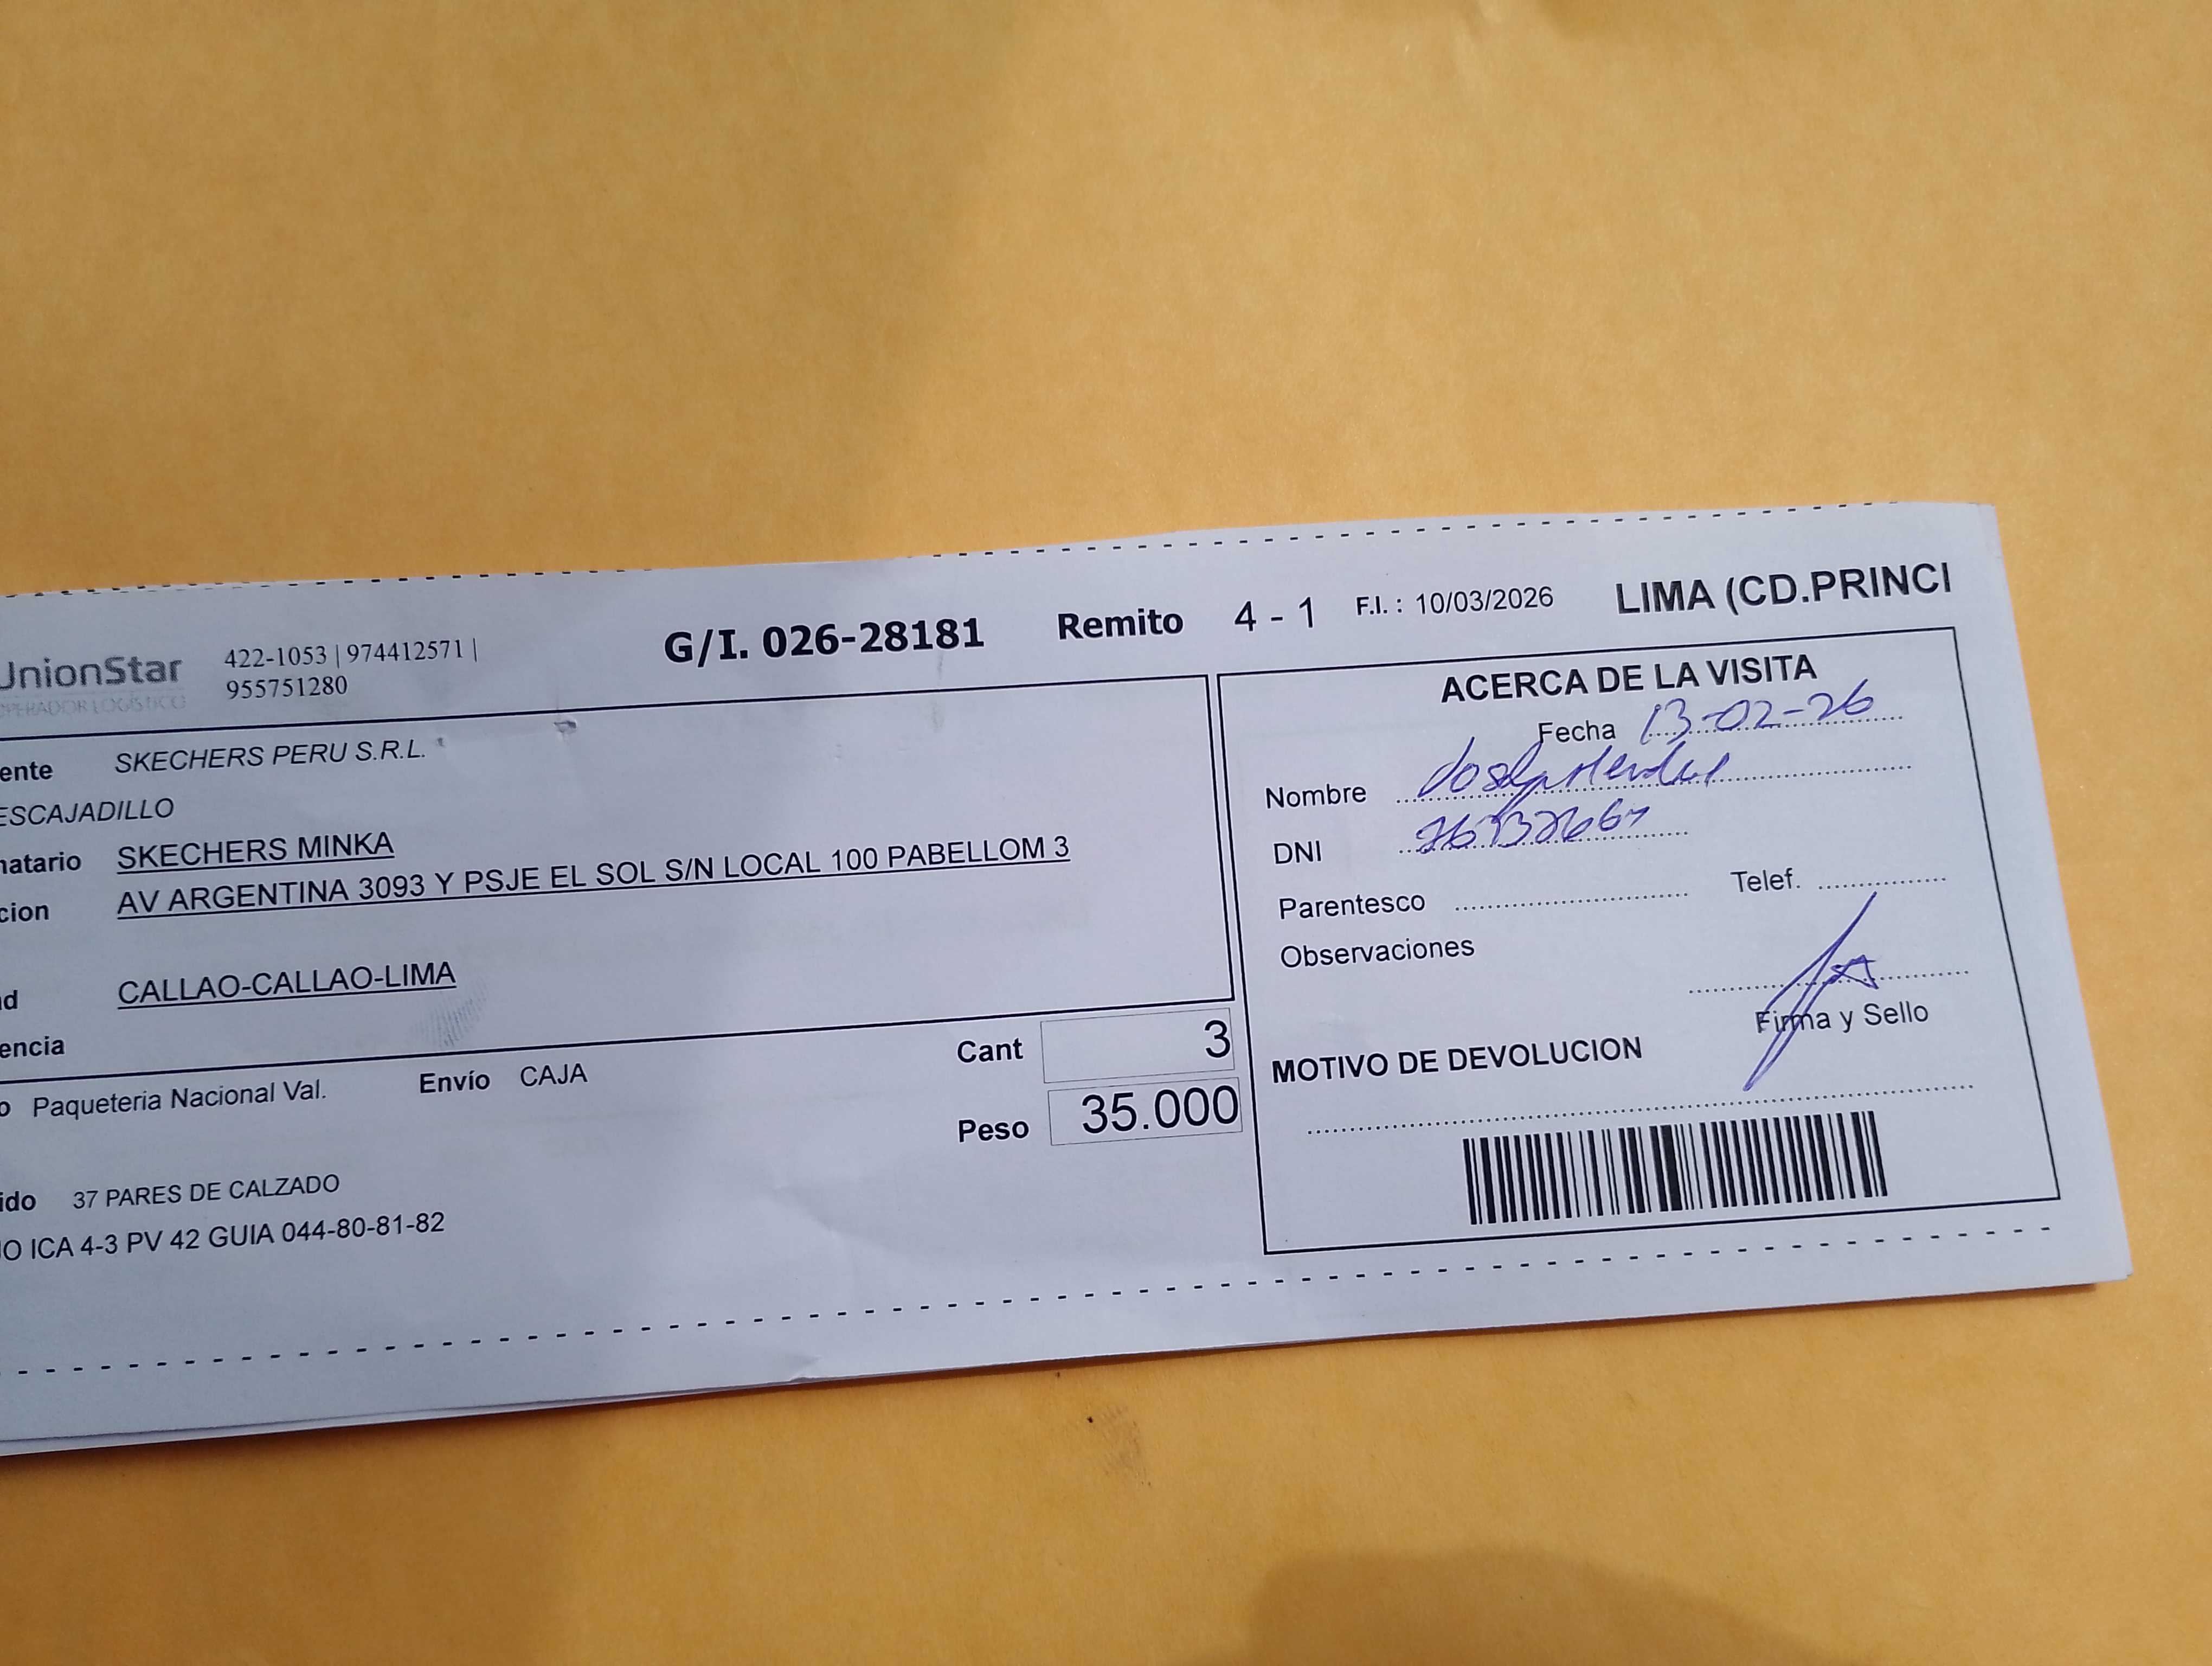 UnionStar
OPERADOR LOGÍSTICO
422-1053 | 974412571 |
955751280
G/I. 026-28181
Remito 4 - 1
F.I. : 10/03/2026
LIMA (CD.PRINCI
ente SKECHERS PERU S.R.L.
ESCAJADILLO
natario SKECHERS MINKA
cion AV ARGENTINA 3093 Y PSJE EL SOL S/N LOCAL 100 PABELLOM 3
d CALLAO-CALLAO-LIMA
encia
o Paqueteria Nacional Val. Envío CAJA
Cant 3
Peso 35.000
ido 37 PARES DE CALZADO
O ICA 4-3 PV 42 GUIA 044-80-81-82
ACERCA DE LA VISITA
Fecha 13-02-26
Nombre
DNI
Parentesco Telef.
Observaciones
Firma y Sello
MOTIVO DE DEVOLUCION